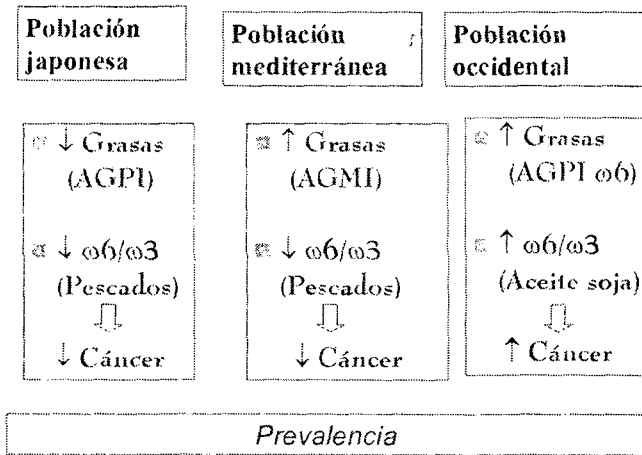 Población
japonesa
Población
mediterránea
Población
occidental
↓ Grasas
(AGPI)
↓ ω6/ω3
(Pescados)
↓ Cáncer
↑ Grasas
(AGMI)
↓ ω6/ω3
(Pescados)
↓ Cáncer
↑ Grasas
(AGPI ω6)
↑ ω6/ω3
(Aceite soja)
↑ Cáncer
Prevalencia